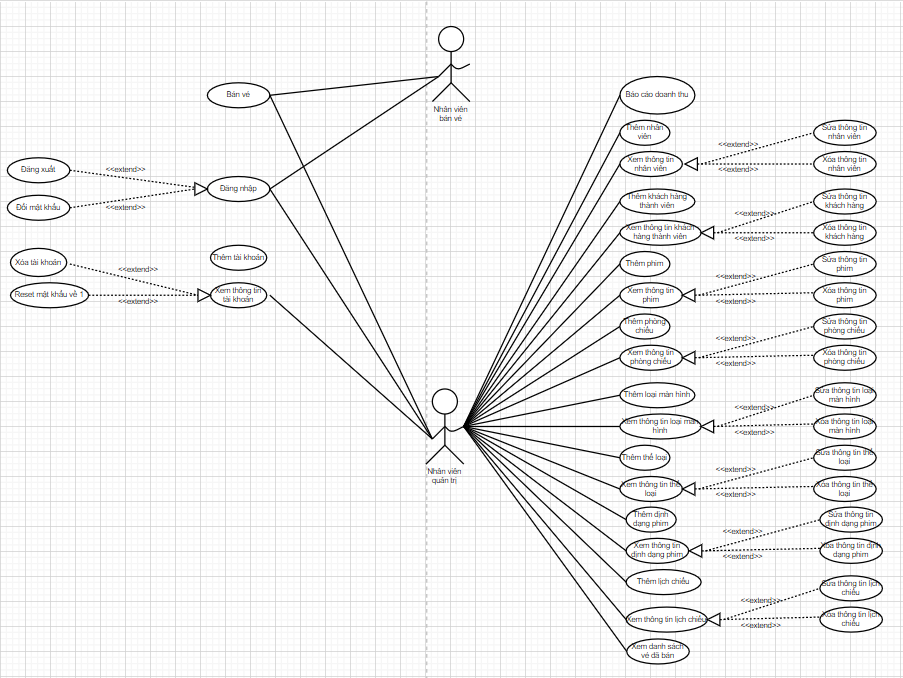 Nhân viên
bán vé
Bán vé
Đăng xuất
<<extend>>
Đổi mật khẩu
<<extend>>
Đăng nhập
Xóa tài khoản
<<extend>>
Reset mật khẩu về 1
<<extend>>
Thêm tài khoản
Xem thông tin
tài khoản
Nhân viên
quản trị
Báo cáo doanh thu
Thêm nhân
viên
Xem thông tin
nhân viên
<<extend>>
<<extend>>
Sửa thông tin
nhân viên
Xóa thông tin
nhân viên
Thêm khách hàng
thành viên
Xem thông tin khách
hàng thành viên
<<extend>>
<<extend>>
Sửa thông tin
khách hàng
Xóa thông tin
khách hàng
Thêm phim
Xem thông tin
phim
<<extend>>
<<extend>>
Sửa thông tin
phim
Xóa thông tin
phim
Thêm phòng
chiếu
Xem thông tin
phòng chiếu
<<extend>>
<<extend>>
Sửa thông tin
phòng chiếu
Xóa thông tin
phòng chiếu
Thêm loại màn hình
Xem thông tin loại màn
hình
<<extend>>
<<extend>>
Sửa thông tin loại
màn hình
Xóa thông tin loại
màn hình
Thêm thể loại
Xem thông tin thể
loại
<<extend>>
<<extend>>
Sửa thông tin thể
loại
Xóa thông tin thể
loại
Thêm định
dạng phim
Xem thông tin
định dạng phim
<<extend>>
<<extend>>
Sửa thông tin
định dạng phim
Xóa thông tin định
dạng phim
Thêm lịch chiếu
Xem thông tin lịch chiếu
<<extend>>
<<extend>>
Sửa thông tin lịch
chiếu
Xóa thông tin lịch
chiếu
Xem danh sách
vé đã bán